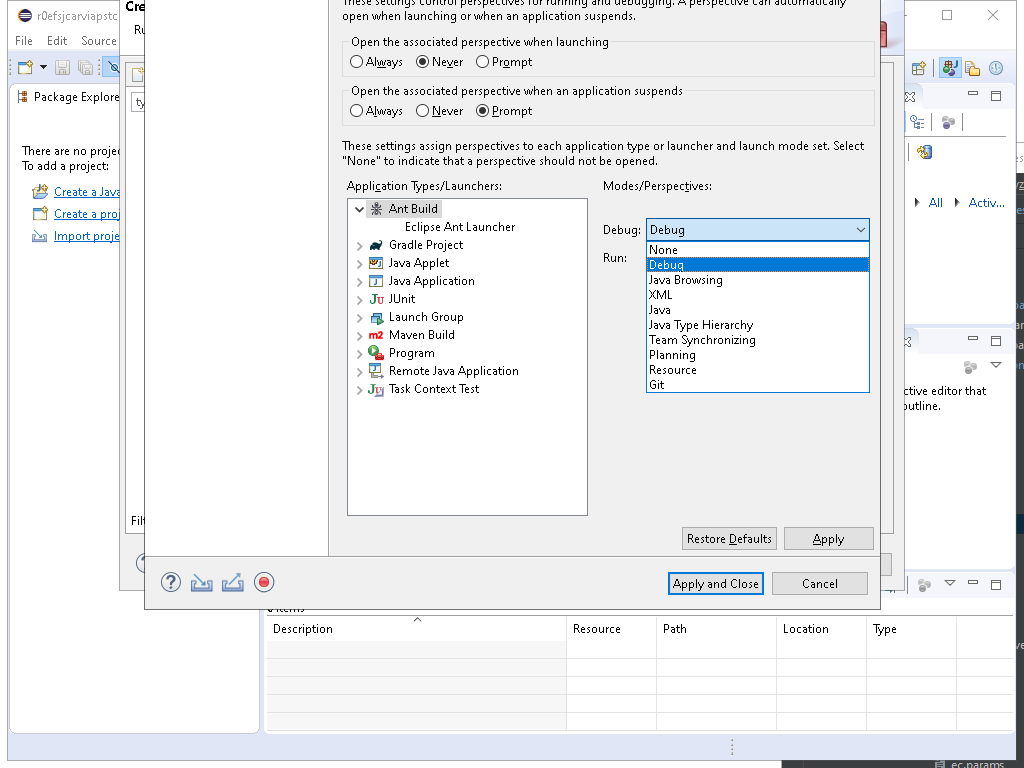 r0efsjcarviapstc
Cre
These settings control perspectives for running and debugging. A perspective can automatically
open when launching or when an application suspends.
File Edit Source
Ru
Open the associated perspective when launching
Always Never Prompt
Open the associated perspective when an application suspends
Always Never Prompt
Package Explore
ty
There are no projec
To add a project:
Create a Java
Create a proj
Import proje
These settings assign perspectives to each application type or launcher and launch mode set. Select
"None" to indicate that a perspective should not be opened.
Application Types/Launchers:
Modes/Perspectives:
Ant Build
Eclipse Ant Launcher
Gradle Project
Java Applet
Java Application
JUnit
Launch Group
Maven Build
Program
Remote Java Application
Task Context Test
Debug: Debug
Run:
None
Debug
Java Browsing
XML
Java
Java Type Hierarchy
Team Synchronizing
Planning
Resource
Git
All Activ...
ctive editor that
outline.
Filt
Restore Defaults Apply
Apply and Close Cancel
Description Resource Path Location Type
ec.params